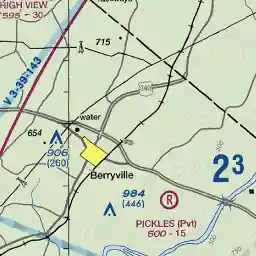 HIGH VIEW
595 - 30
715
V 3-39-143
340
654
water
906
(260)
Berryville
2³
984
(446)
R
PICKLES (Pvt)
500 - 15
500